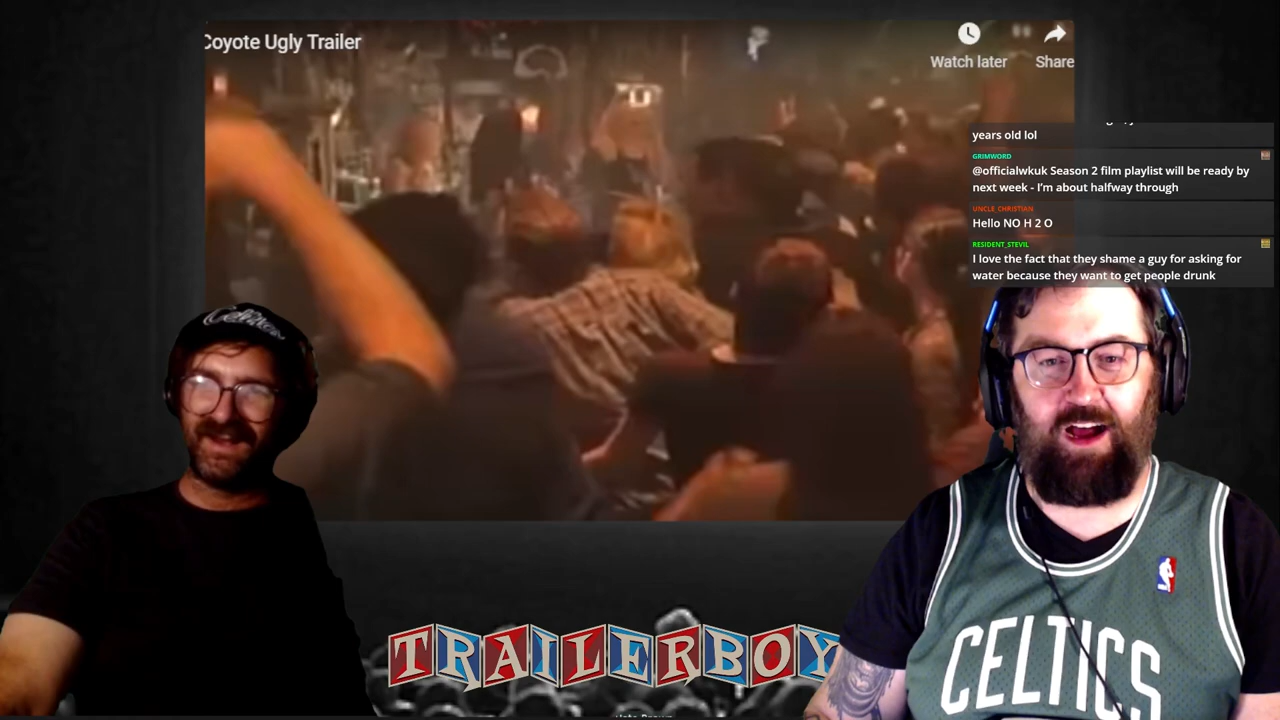 Coyote Ugly Trailer
Watch later
Share
years old lol
GRIMWORD
@officialwkuk Season 2 film playlist will be ready by
next week - I'm about halfway through
UNCLE_CHRISTIAN
Hello NO H 2 O
RESIDENT_STEVIL
I love the fact that they shame a guy for asking for
water because they want to get people drunk
Celtics
CELTICS
TRAILERBOY